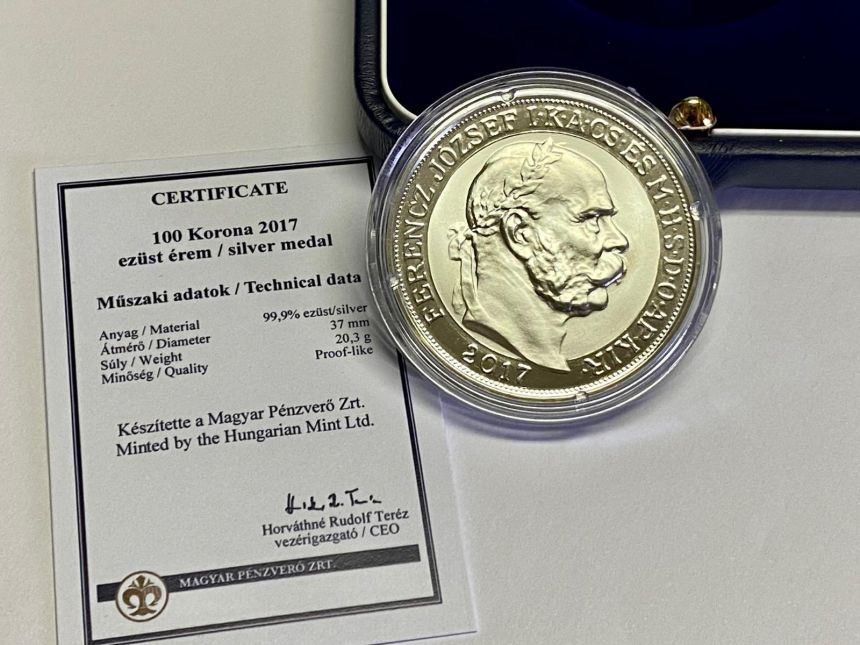 CERTIFICATE
100 Korona 2017
ezüst érem / silver medal
Műszaki adatok / Technical data
Anyag / Material 99,9% ezüst/silver
Átmérő / Diameter 37 mm
Súly / Weight 20,3 g
Minőség / Quality Proof-like
Készítette a Magyar Pénzverő Zrt.
Minted by the Hungarian Mint Ltd.
Horváthné Rudolf Teréz
vezérigazgató / CEO
MAGYAR PÉNZVERŐ ZRT.
FERENCZ JÓZSEF I·K·A·CS·ÉS M·H·S·D·O·AP·KIR·
2017